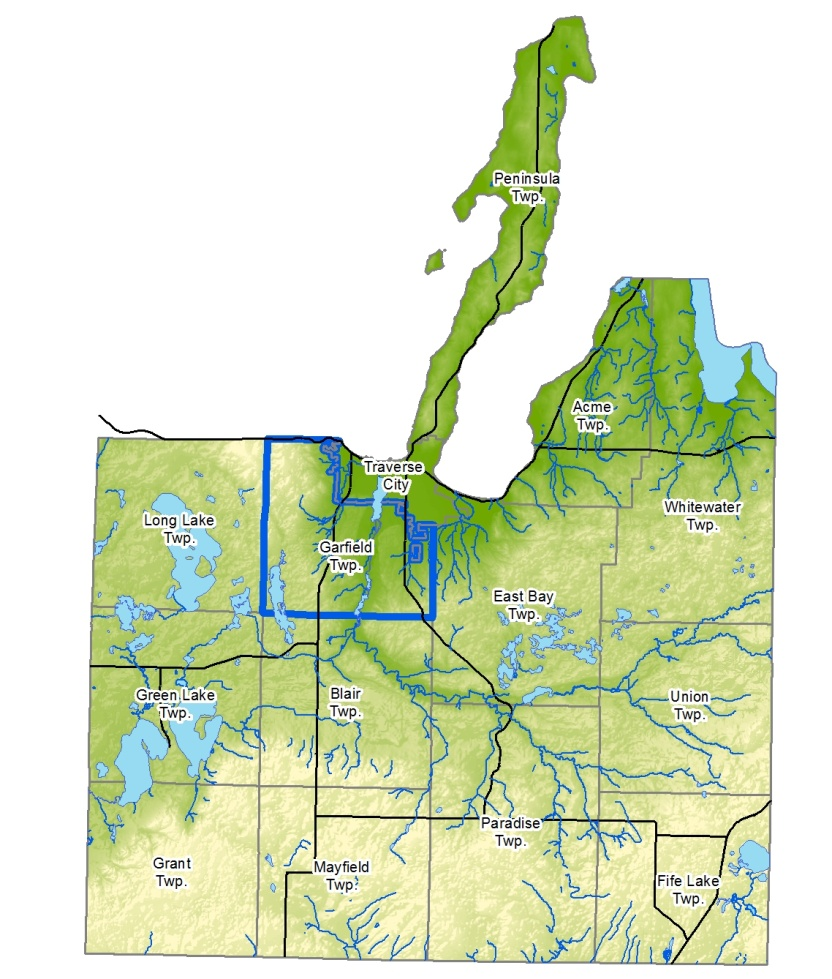 Peninsula
Twp.
Acme
Twp.
Traverse
City
Long Lake
Twp.
Whitewater
Twp.
Garfield
Twp.
East Bay
Twp.
Green Lake
Twp.
Blair
Twp.
Union
Twp.
Paradise
Twp.
Grant
Twp.
Mayfield
Twp.
Fife Lake
Twp.